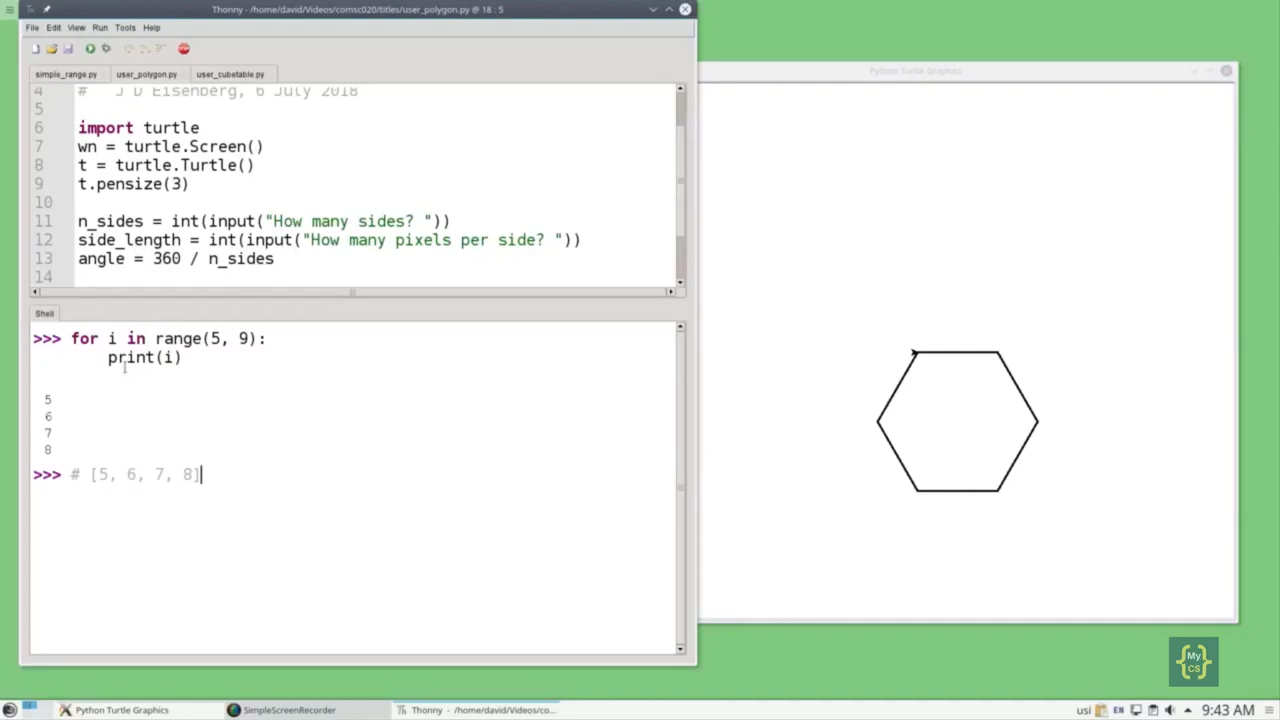 Thonny - /home/david/Videos/comsc020/titles/user_polygon.py @ 18 : 5
File Edit View Run Tools Help
simple_range.py user_polygon.py user_cubetable.py
4 # J D Eisenberg, 6 July 2018
5
6 import turtle
7 wn = turtle.Screen()
8 t = turtle.Turtle()
9 t.pensize(3)
10
11 n_sides = int(input("How many sides? "))
12 side_length = int(input("How many pixels per side? "))
13 angle = 360 / n_sides
14
Shell
>>> for i in range(5, 9):
print(i)
5
6
7
8
>>> # [5, 6, 7, 8]
Python Turtle Graphics
{My CS}
Python Turtle Graphics
SimpleScreenRecorder
Thonny - /home/david/Videos/co...
usi EN 9:43 AM